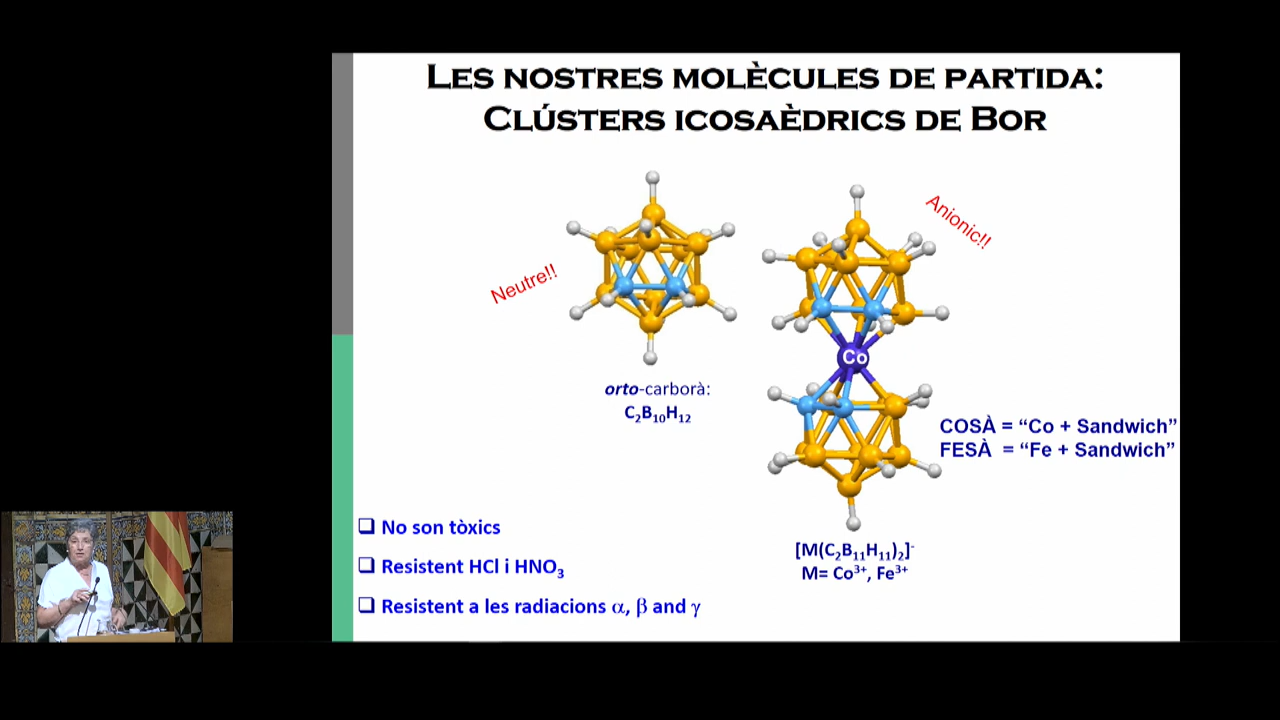 LES NOSTRES MOLÈCULES DE PARTIDA:
CLÚSTERS ICOSAÈDRICS DE BOR
Neutre!!
Anionic!!
Co
orto-carborà:
C₂B₁₀H₁₂
COSÀ = “Co + Sandwich”
FESÀ = “Fe + Sandwich”
[M(C₂B₁₁H₁₁)₂]⁻
M= Co³⁺, Fe³⁺
❑ No son tòxics
❑ Resistent HCl i HNO₃
❑ Resistent a les radiacions α, β and γ